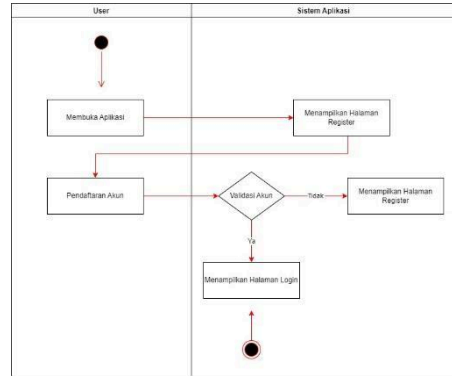 User
Sistem Aplikasi
Membuka Aplikasi
Menampilkan Halaman
Register
Pendaftaran Akun
Validasi Akun
Tidak
Menampilkan Halaman
Register
Ya
Menampilkan Halaman Login